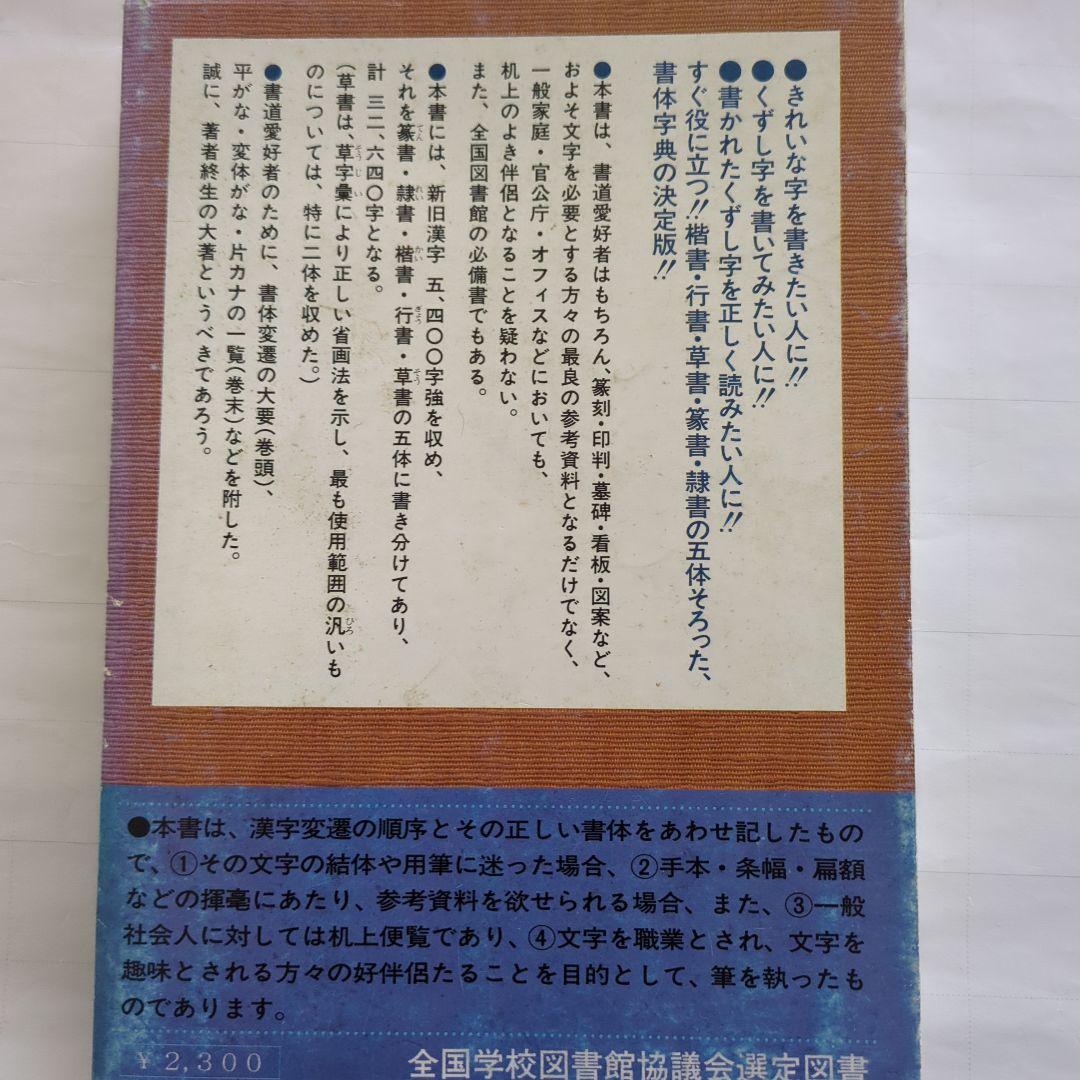 ●きれいな字を書きたい人に!!
●くずし字を書いてみたい人に!!
●書かれたくずし字を正しく読みたい人に!!
すぐ役に立つ!!楷書・行書・草書・篆書・隷書の五体そろった、
書体字典の決定版!!
●本書は、書道愛好者はもちろん、篆刻・印判・墓碑・看板・図案など、
およそ文字を必要とする方々の最良の参考資料となるだけでなく、
一般家庭・官公庁・オフィスなどにおいても、
机上のよき伴侶となることを疑わない。
また、全国図書館の必備書でもある。
●本書には、新旧漢字 五、四〇〇字強を収め、
それを篆書・隷書・楷書・行書・草書の五体に書き分けてあり、
計 三二、六四〇字となる。
(草書は、草字彙により正しい省画法を示し、最も使用範囲の汎いも
のについては、特に二体を収めた。)
●書道愛好者のために、書体変遷の大要(巻頭)、
平がな・変体がな・片カナの一覧(巻末)などを附した。
誠に、著者終生の大著というべきであろう。
●本書は、漢字変遷の順序とその正しい書体をあわせ記したもの
で、①その文字の結体や用筆に迷った場合、②手本・条幅・扁額
などの揮毫にあたり、参考資料を欲せられる場合、また、③一般
社会人に対しては机上便覧であり、④文字を職業とされ、文字を
趣味とされる方々の好伴侶たることを目的として、筆を執ったも
のであります。
¥2,300
全国学校図書館協議会選定図書